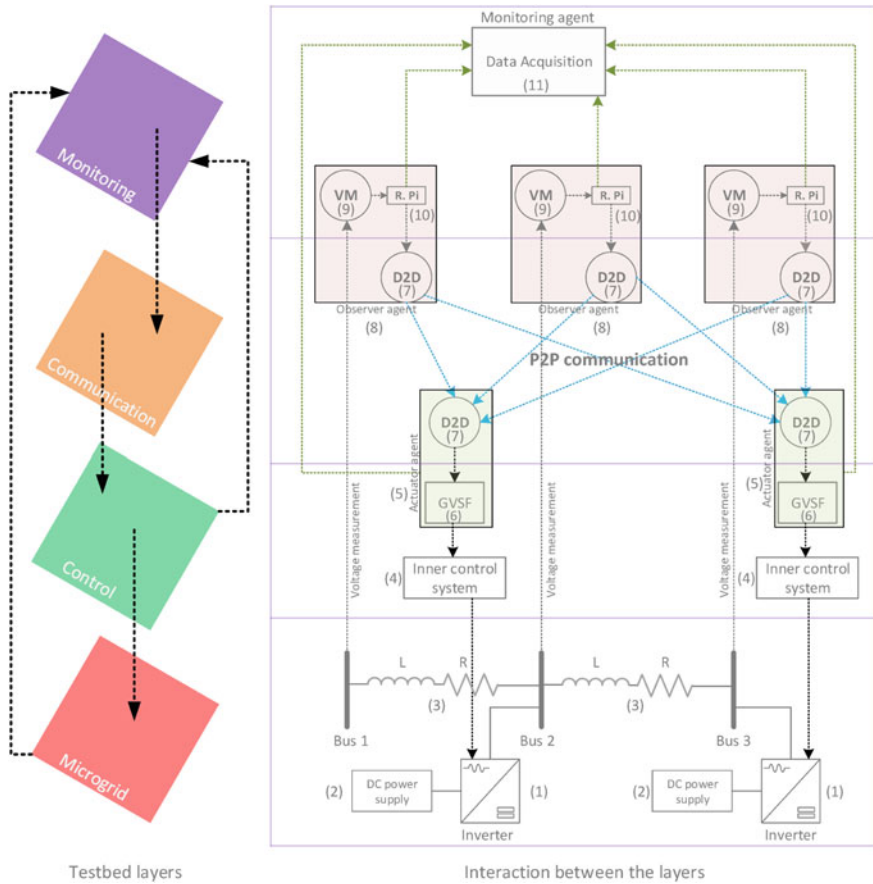 Monitoring
Communication
Control
Microgrid
Testbed layers
Monitoring agent
Data Acquisition
(11)
VM
(9)
R. Pi
(10)
D2D
(7)
Observer agent
(8)
VM
(9)
R. Pi
(10)
D2D
(7)
Observer agent
(8)
VM
(9)
R. Pi
(10)
D2D
(7)
Observer agent
(8)
P2P communication
D2D
(7)
Actuator agent
(5)
GVSF
(6)
D2D
(7)
Actuator agent
(5)
GVSF
(6)
(4)
Inner control
system
(4)
Inner control
system
Voltage measurement
Voltage measurement
Voltage measurement
L
R
(3)
L
R
(3)
Bus 1
Bus 2
Bus 3
(2)
DC power
supply
(1)
Inverter
(2)
DC power
supply
(1)
Inverter
Interaction between the layers